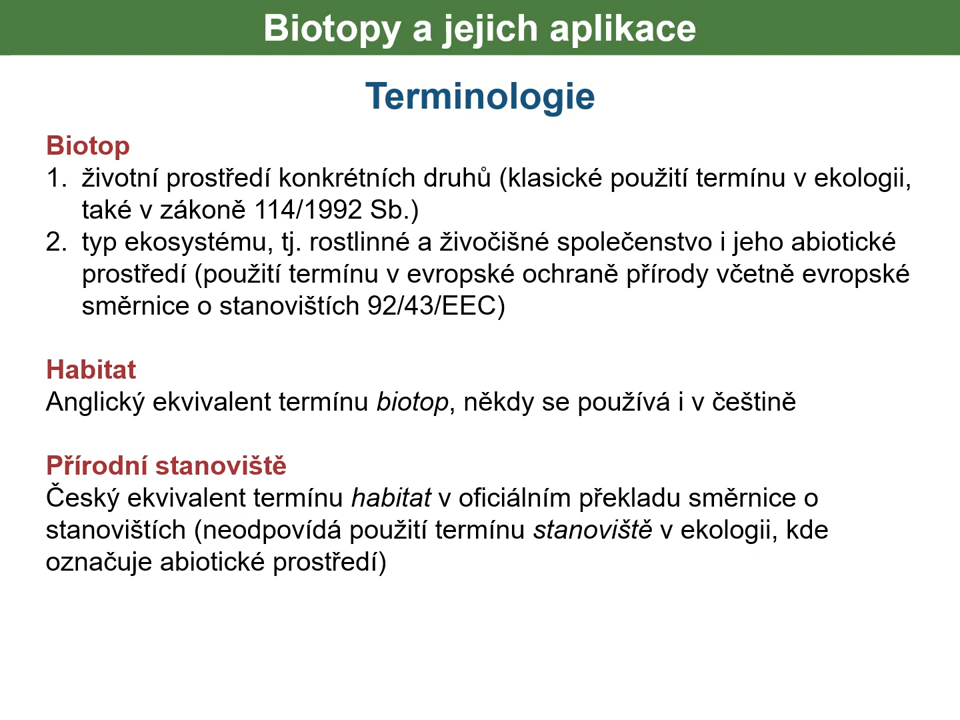 Biotopy a jejich aplikace
Terminologie
Biotop
1. životní prostředí konkrétních druhů (klasické použití termínu v ekologii,
také v zákoně 114/1992 Sb.)
2. typ ekosystému, tj. rostlinné a živočišné společenstvo i jeho abiotické
prostředí (použití termínu v evropské ochraně přírody včetně evropské
směrnice o stanovištích 92/43/EEC)
Habitat
Anglický ekvivalent termínu biotop, někdy se používá i v češtině
Přírodní stanoviště
Český ekvivalent termínu habitat v oficiálním překladu směrnice o
stanovištích (neodpovídá použití termínu stanoviště v ekologii, kde
označuje abiotické prostředí)